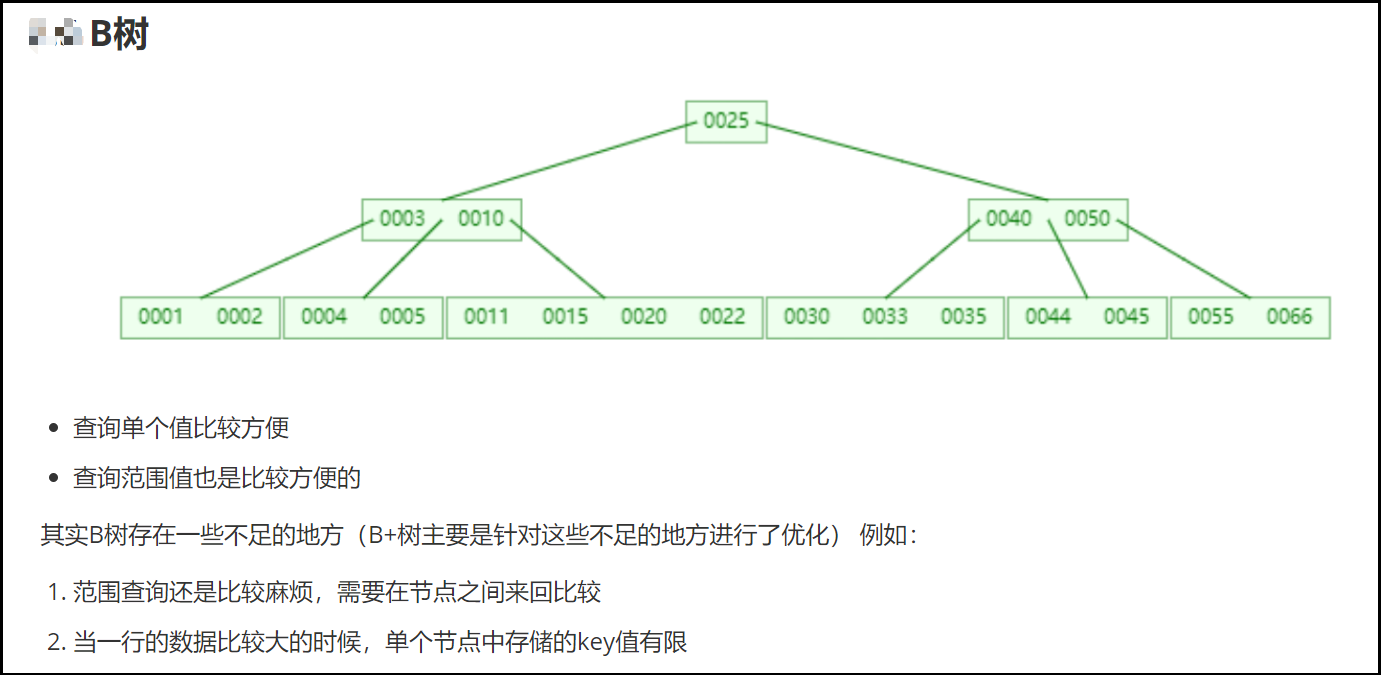 B树
0025
0003 0010 0040 0050
0001 0002 0004 0005 0011 0015 0020 0022 0030 0033 0035 0044 0045 0055 0066
• 查询单个值比较方便
• 查询范围值也是比较方便的
其实B树存在一些不足的地方（B+树主要是针对这些不足的地方进行了优化） 例如：
1. 范围查询还是比较麻烦，需要在节点之间来回比较
2. 当一行的数据比较大的时候，单个节点中存储的key值有限